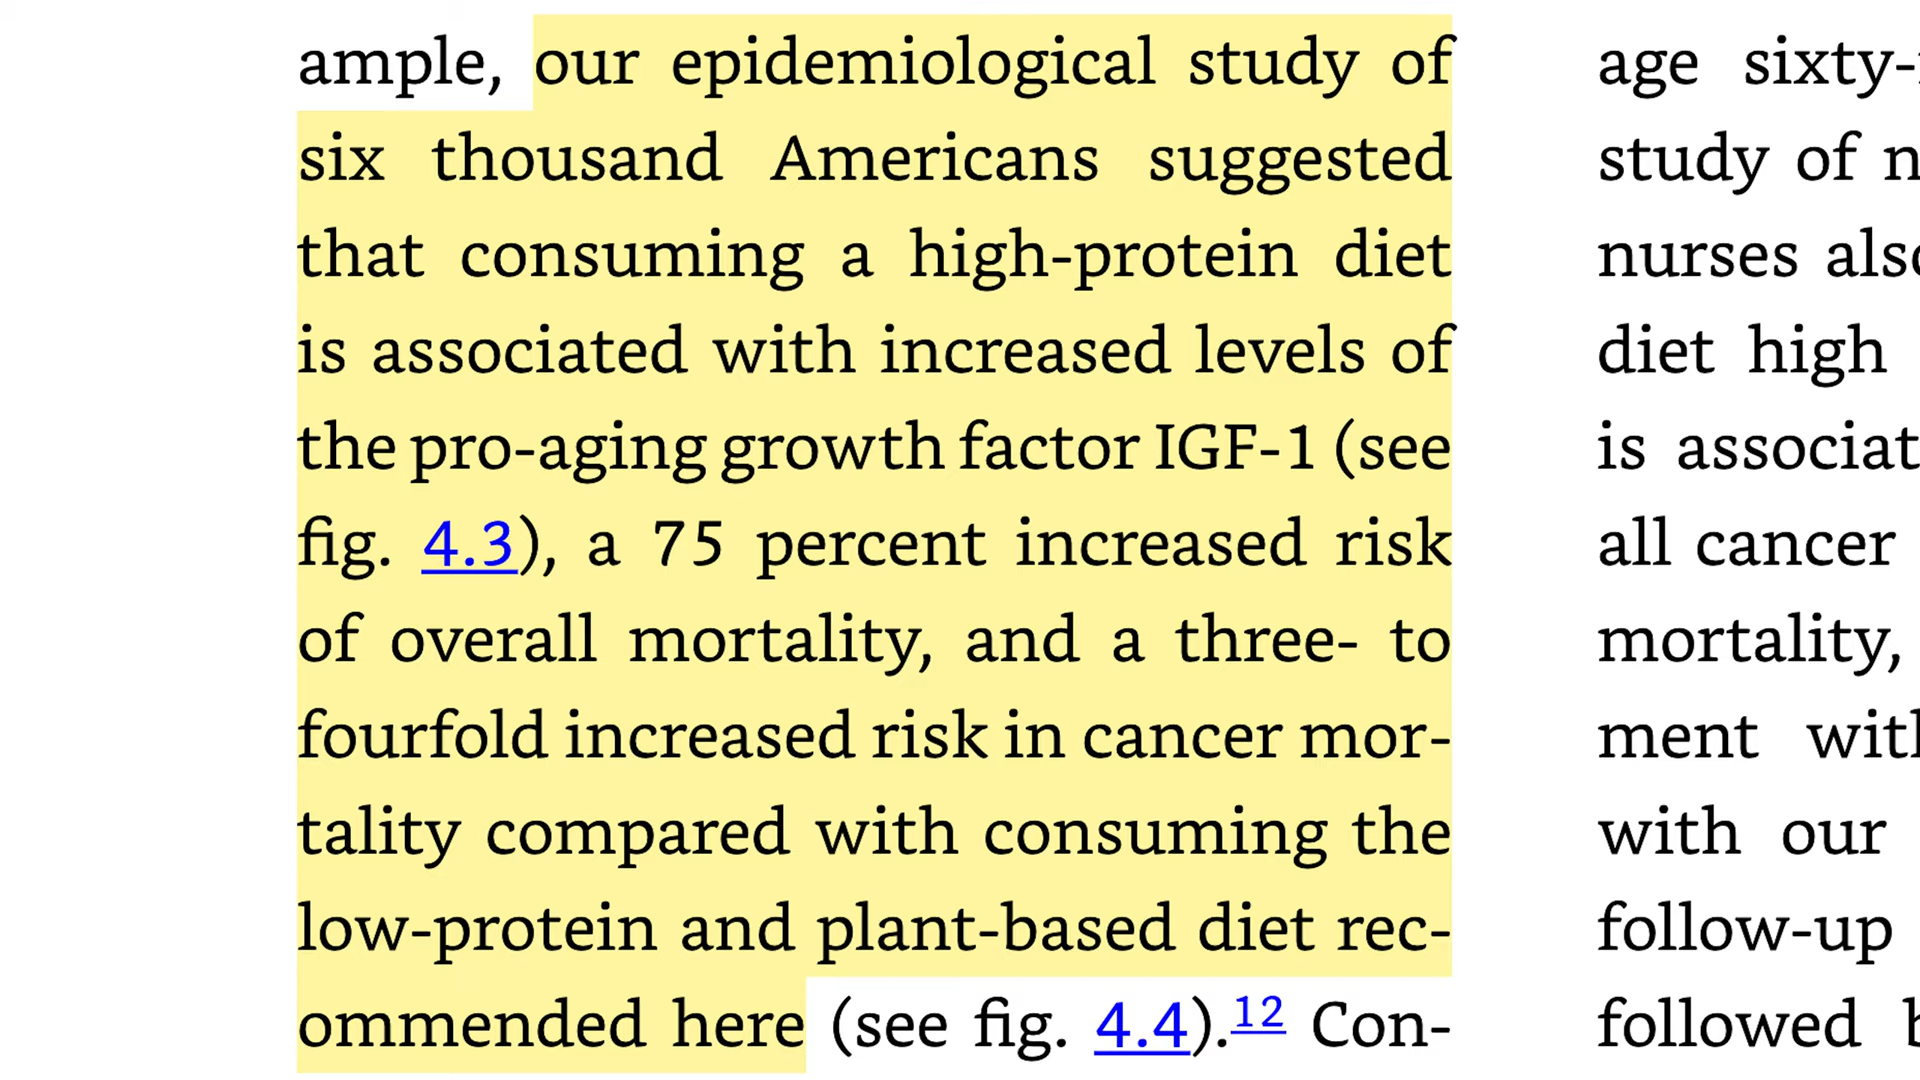 ample, our epidemiological study of
six thousand Americans suggested
that consuming a high-protein diet
is associated with increased levels of
the pro-aging growth factor IGF-1 (see
fig. 4.3), a 75 percent increased risk
of overall mortality, and a three- to
fourfold increased risk in cancer mor-
tality compared with consuming the
low-protein and plant-based diet rec-
ommended here (see fig. 4.4).12 Con-
age sixty-
study of
nurses
diet high
is
all cancer
mortality,
ment
with our
follow-up
followed